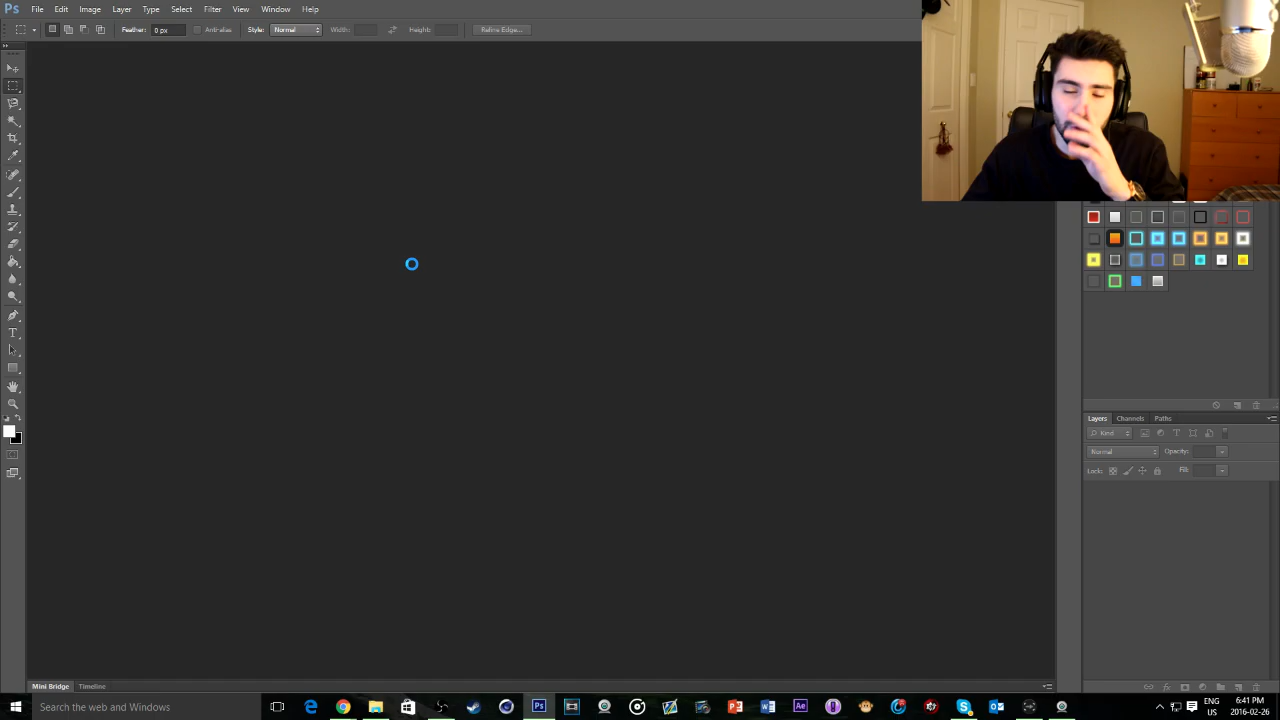 Ps File Edit Image Layer Type Select Filter View Window Help
Feather: 0 px Anti-alias Style: Normal Width: Height: Refine Edge...
T
Layers Channels Paths
Kind T
Normal Opacity:
Lock: Fill:
Mini Bridge Timeline
Search the web and Windows
Ps Ae
ENG 6:41 PM
US 2016-02-26